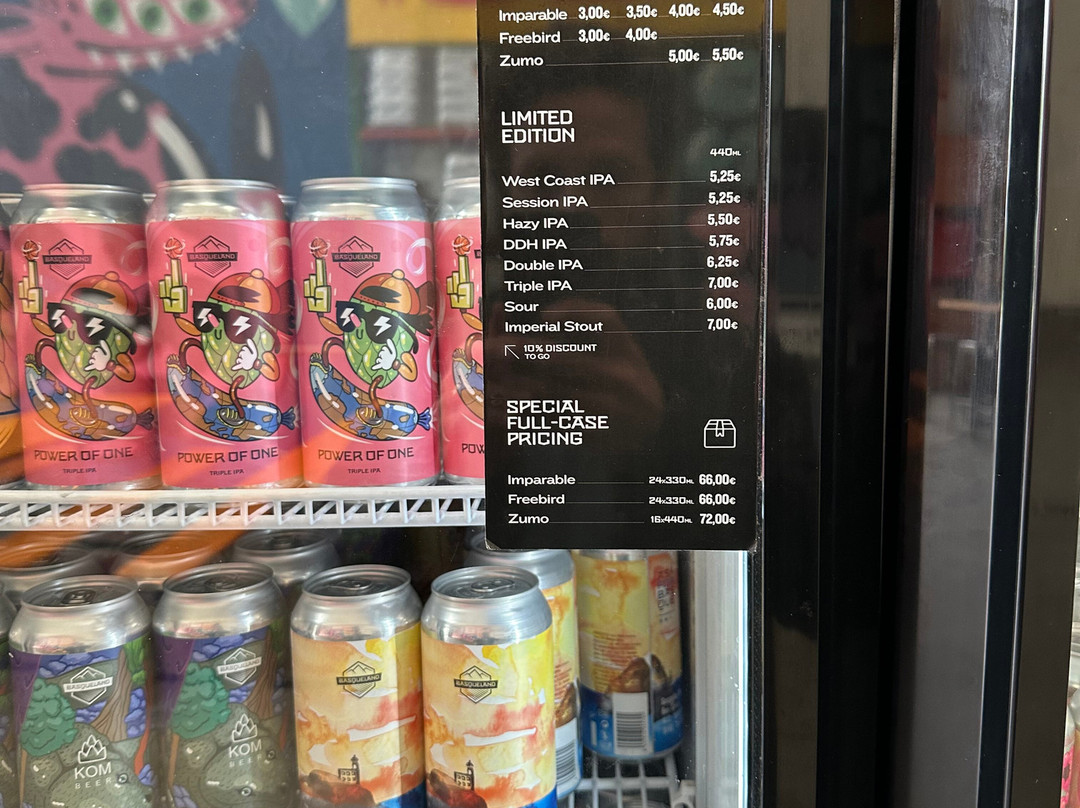 Imparable 3,00€ 3,50€ 4,00€ 4,50€
Freebird 3,00€ 4,00€
Zumo 5,00€ 5,50€
LIMITED
EDITION
440ML
West Coast IPA 5,25€
Session IPA 5,25€
Hazy IPA 5,50€
DDH IPA 5,75€
Double IPA 6,25€
Triple IPA 7,00€
Sour 6,00€
Imperial Stout 7,00€
10% DISCOUNT
TO GO
SPECIAL
FULL-CASE
PRICING
Imparable 24x330ML 66,00€
Freebird 24x330ML 66,00€
Zumo 16x440ML 72,00€
BASQUELAND
POWER OF ONE
TRIPLE IPA
BASQUELAND
POWER OF ONE
TRIPLE IPA
BASQUELAND
POWER OF ONE
TRIPLE IPA
BASQUELAND
KOM
BEER
BASQUELAND
KOM
BEER
BASQUELAND
BASQUELAND